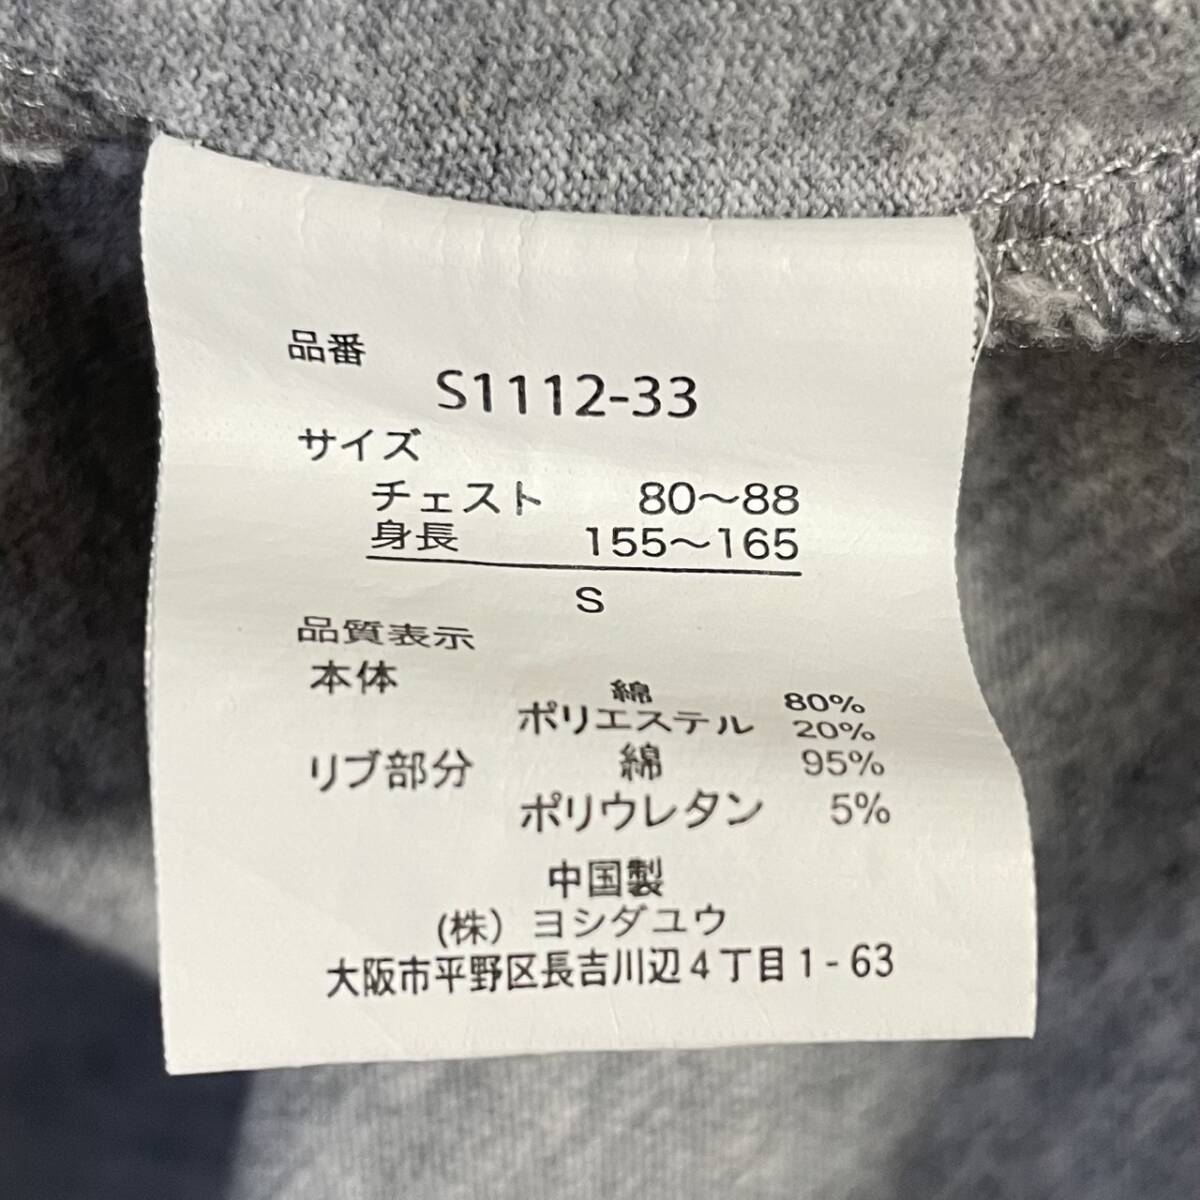 品番
S1112-33
サイズ
チェスト 80～88
身長 155～165
S
品質表示
本体 綿 80%
ポリエステル 20%
リブ部分 綿 95%
ポリウレタン 5%
中国製
(株) ヨシダユウ
大阪市平野区長吉川辺4丁目1-63